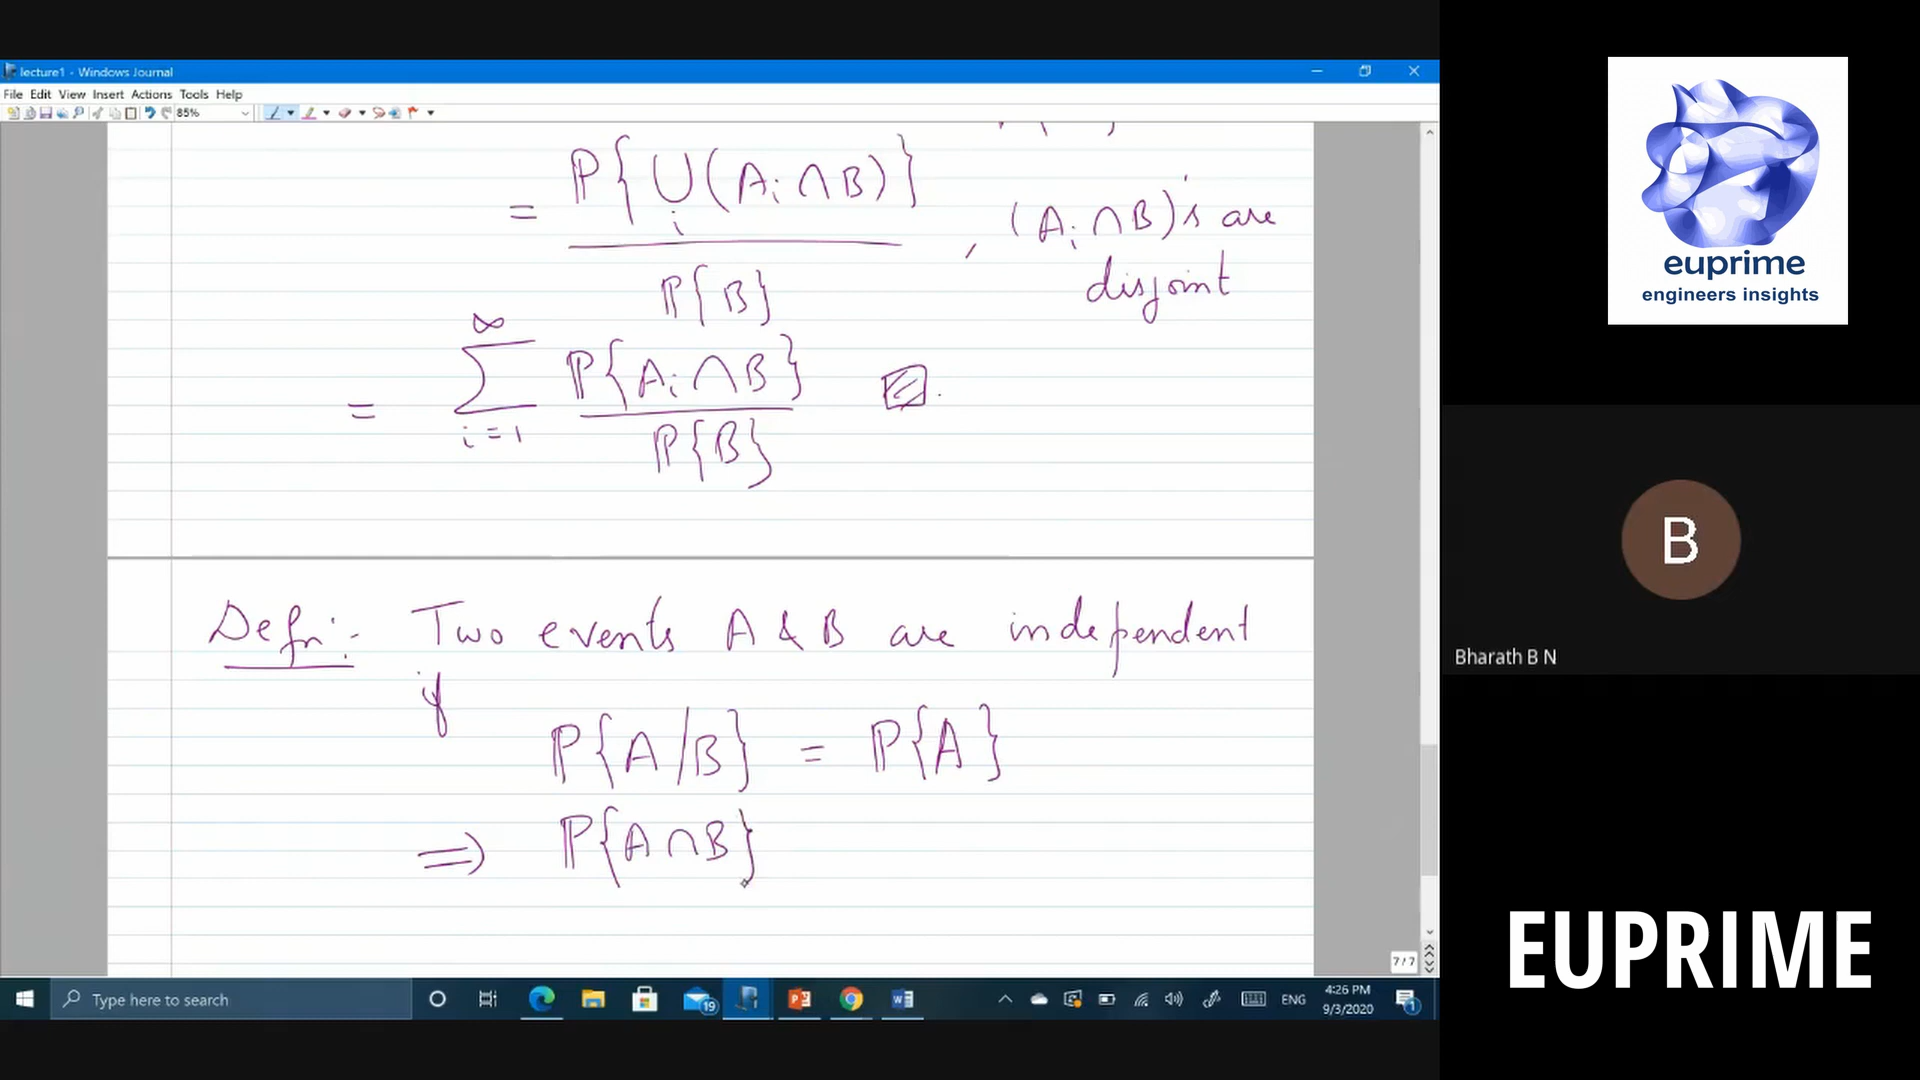 lecture1 - Windows Journal
File Edit View Insert Actions Tools Help
85%
= ℙ{⋃(Aᵢ∩B)}
i
ℙ{B}
, (Aᵢ∩B)'s are
disjoint
∞
= Σ ℙ{Aᵢ∩B}
i=1
ℙ{B}
Defn:- Two events A & B are independent
if
ℙ{A/B} = ℙ{A}
⇒ ℙ{A∩B}
7/7
Type here to search
19
ENG
4:26 PM
9/3/2020
1
euprime
engineers insights
B
Bharath B N
EUPRIME